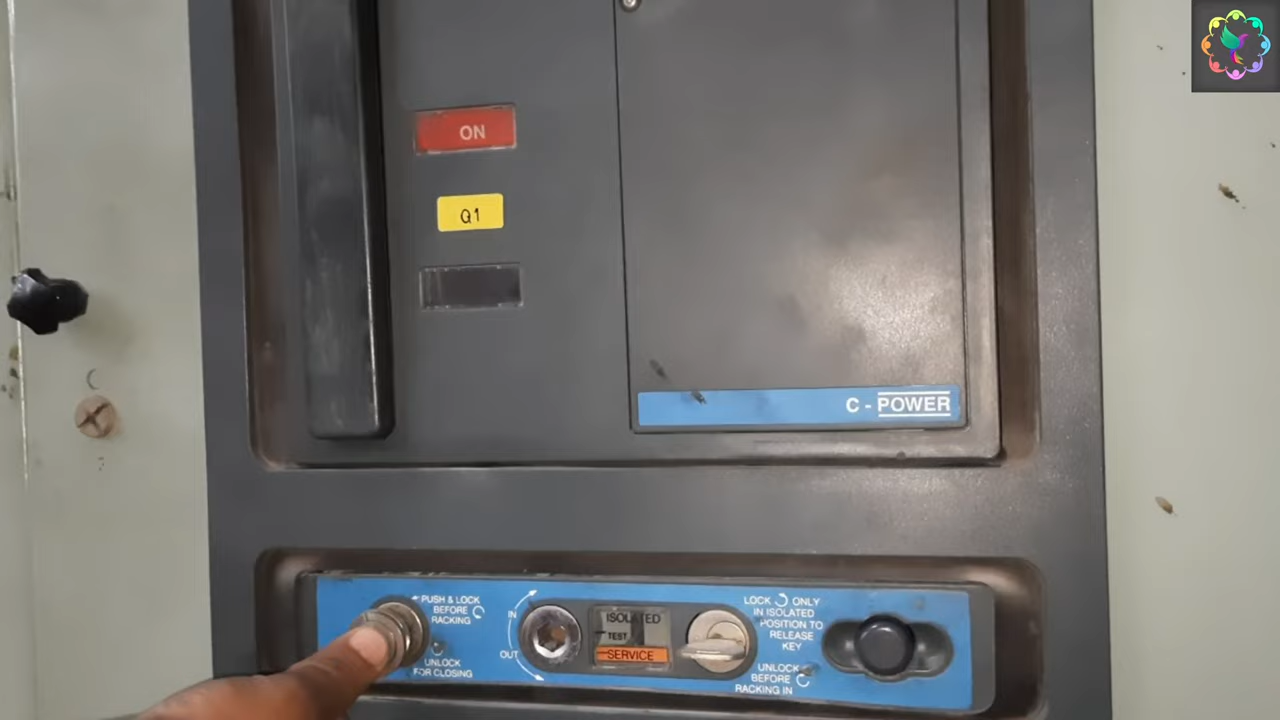 ON
Q1
C - POWER
PUSH & LOCK
BEFORE
RACKING
UNLOCK
FOR CLOSING
IN
OUT
ISOLATED
TEST
SERVICE
LOCK ONLY
IN ISOLATED
POSITION TO
RELEASE
KEY
UNLOCK
BEFORE
RACKING IN